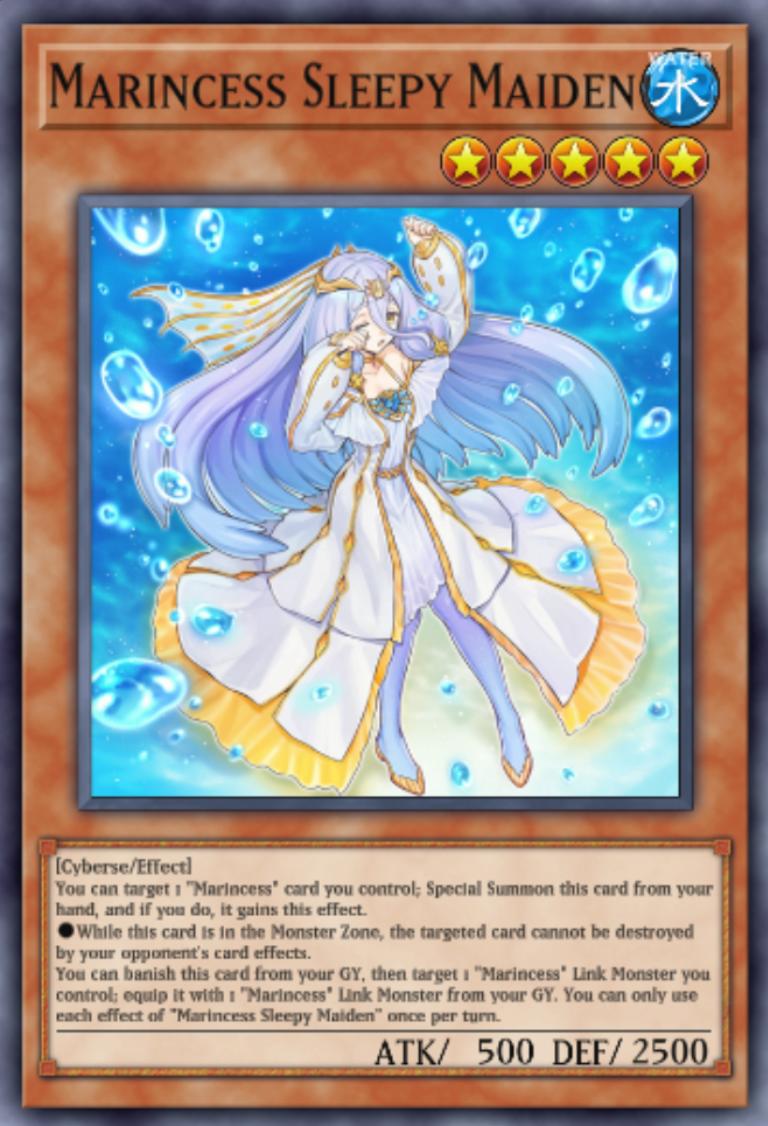 Marincess Sleepy Maiden
WATER
水
[Cyberse/Effect]
You can target 1 "Marincess" card you control; Special Summon this card from your
hand, and if you do, it gains this effect.
●While this card is in the Monster Zone, the targeted card cannot be destroyed
by your opponent's card effects.
You can banish this card from your GY, then target 1 "Marincess" Link Monster you
control; equip it with 1 "Marincess" Link Monster from your GY. You can only use
each effect of "Marincess Sleepy Maiden" once per turn.
ATK/ 500 DEF/ 2500